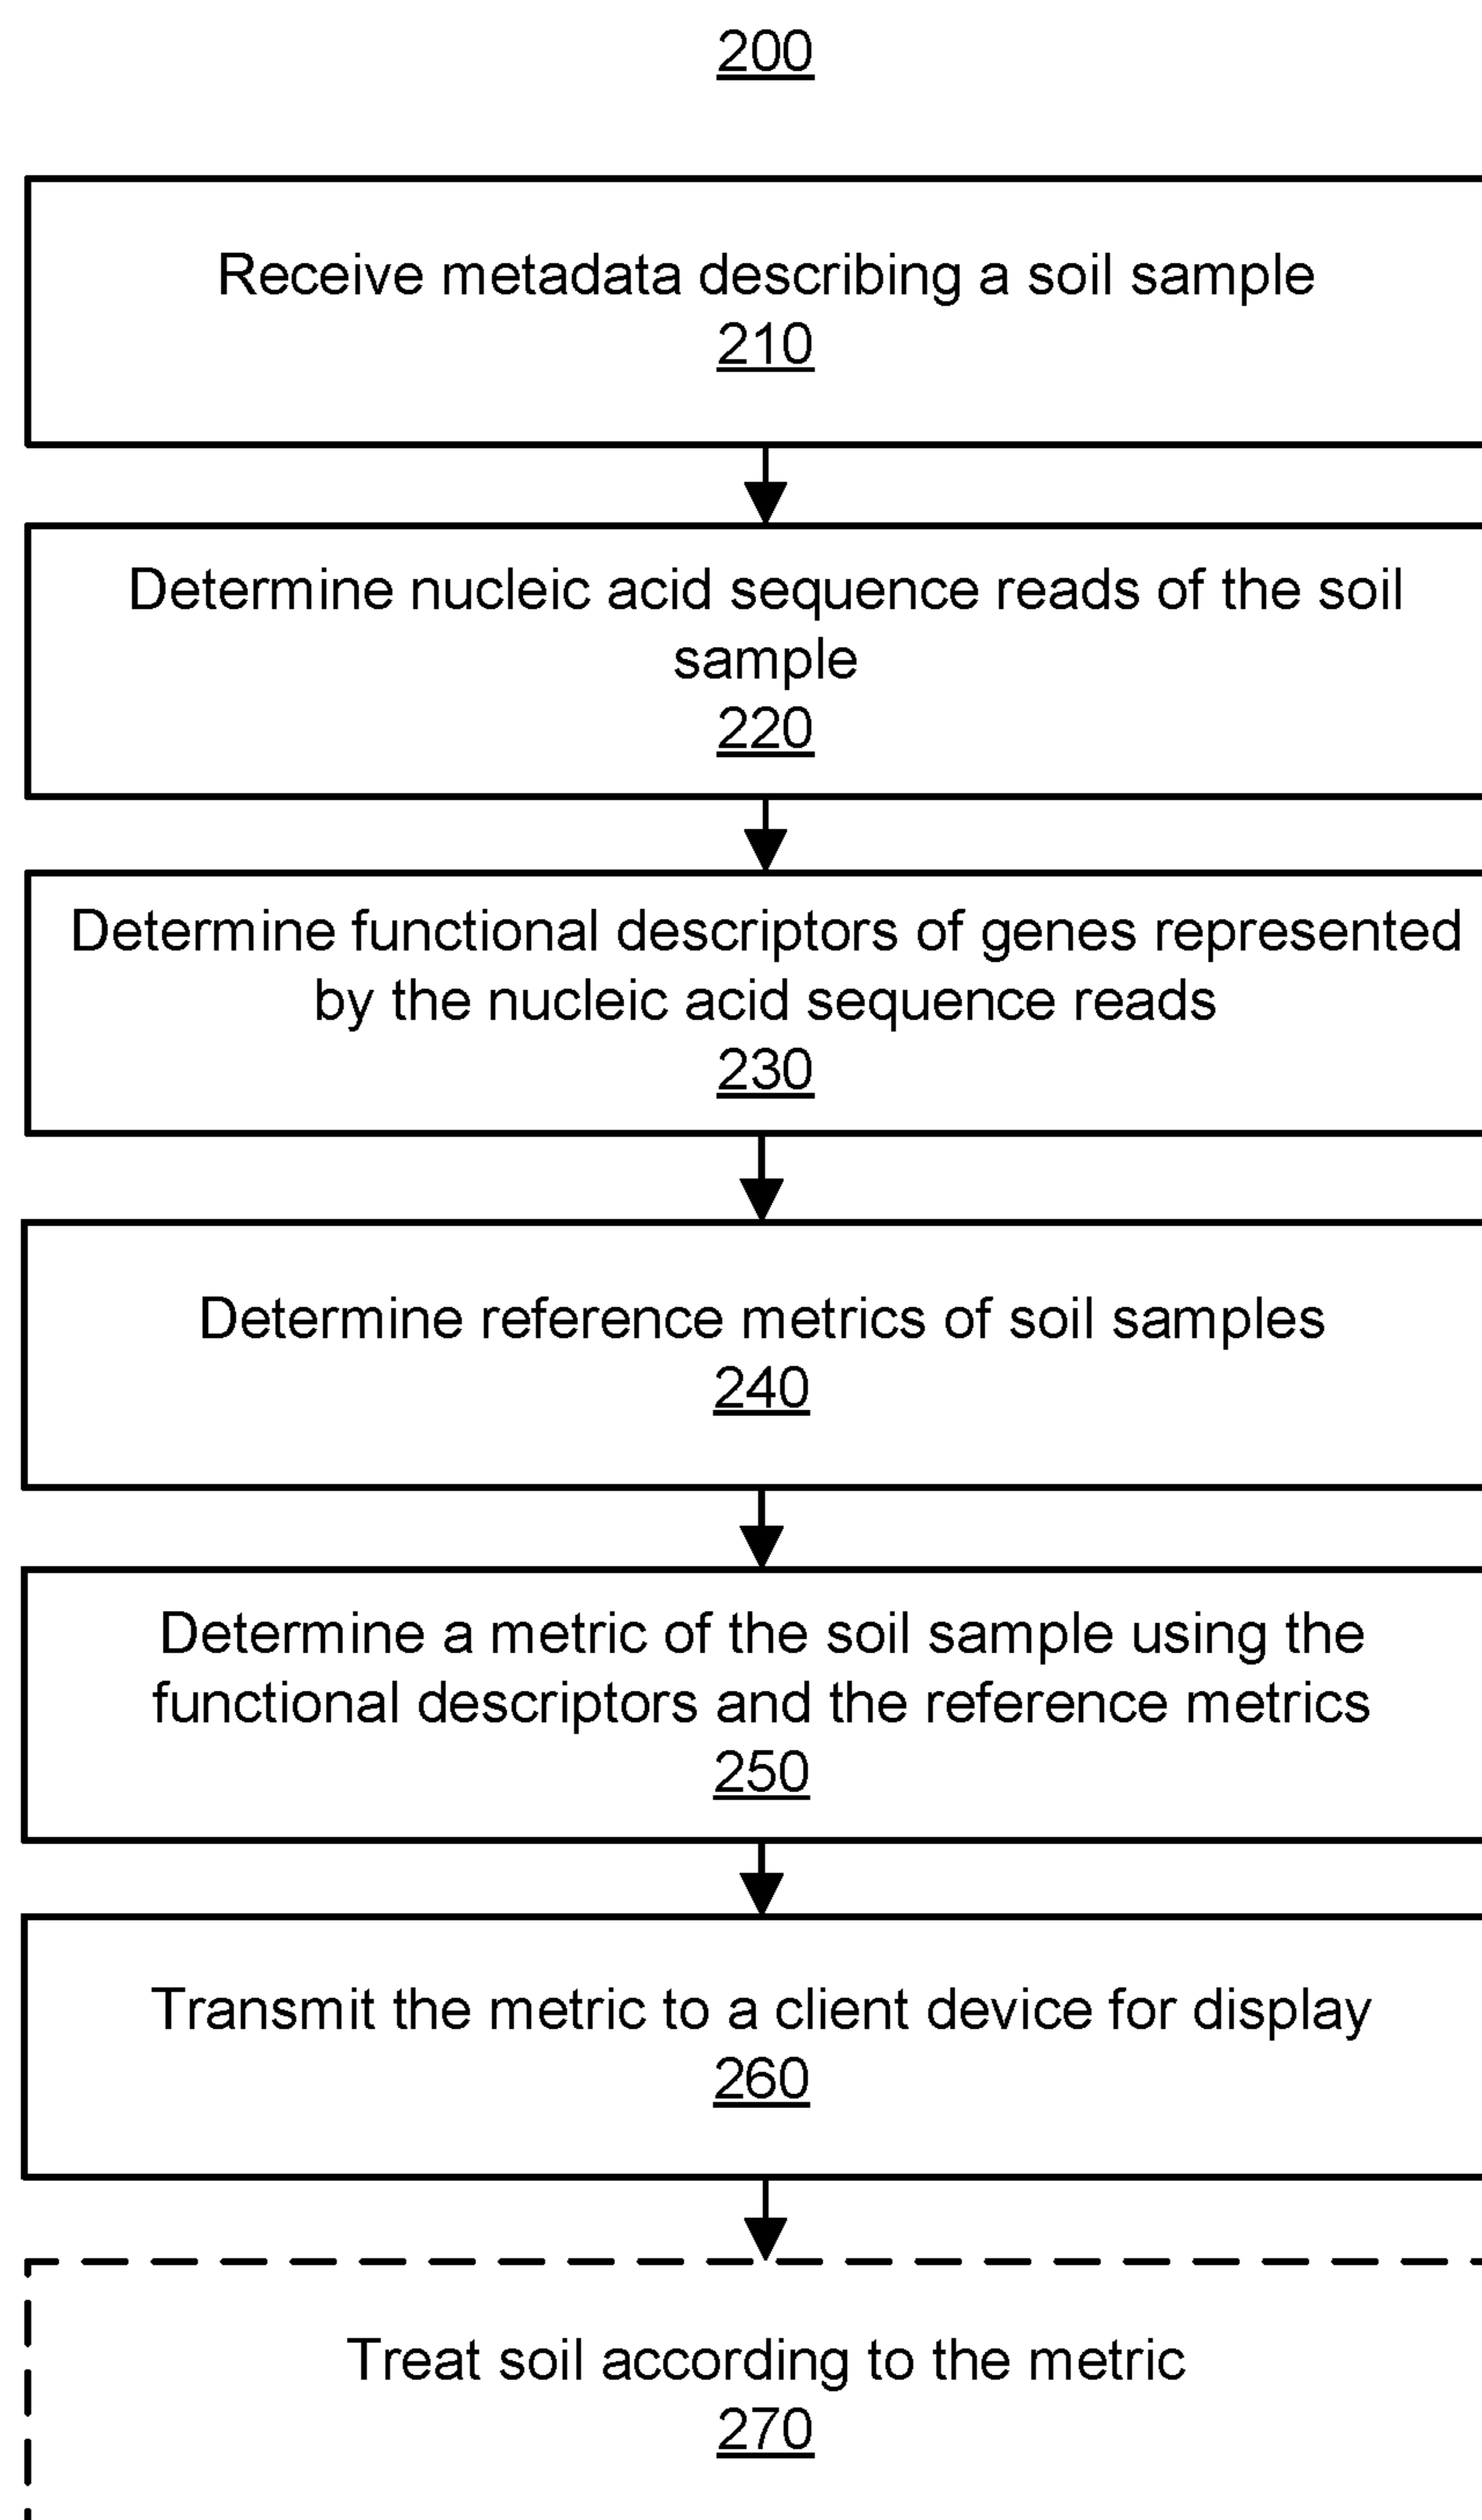 200
Receive metadata describing a soil sample
210
Determine nucleic acid sequence reads of the soil
sample
220
Determine functional descriptors of genes represented
by the nucleic acid sequence reads
230
Determine reference metrics of soil samples
240
Determine a metric of the soil sample using the
functional descriptors and the reference metrics
250
Transmit the metric to a client device for display
260
Treat soil according to the metric
270